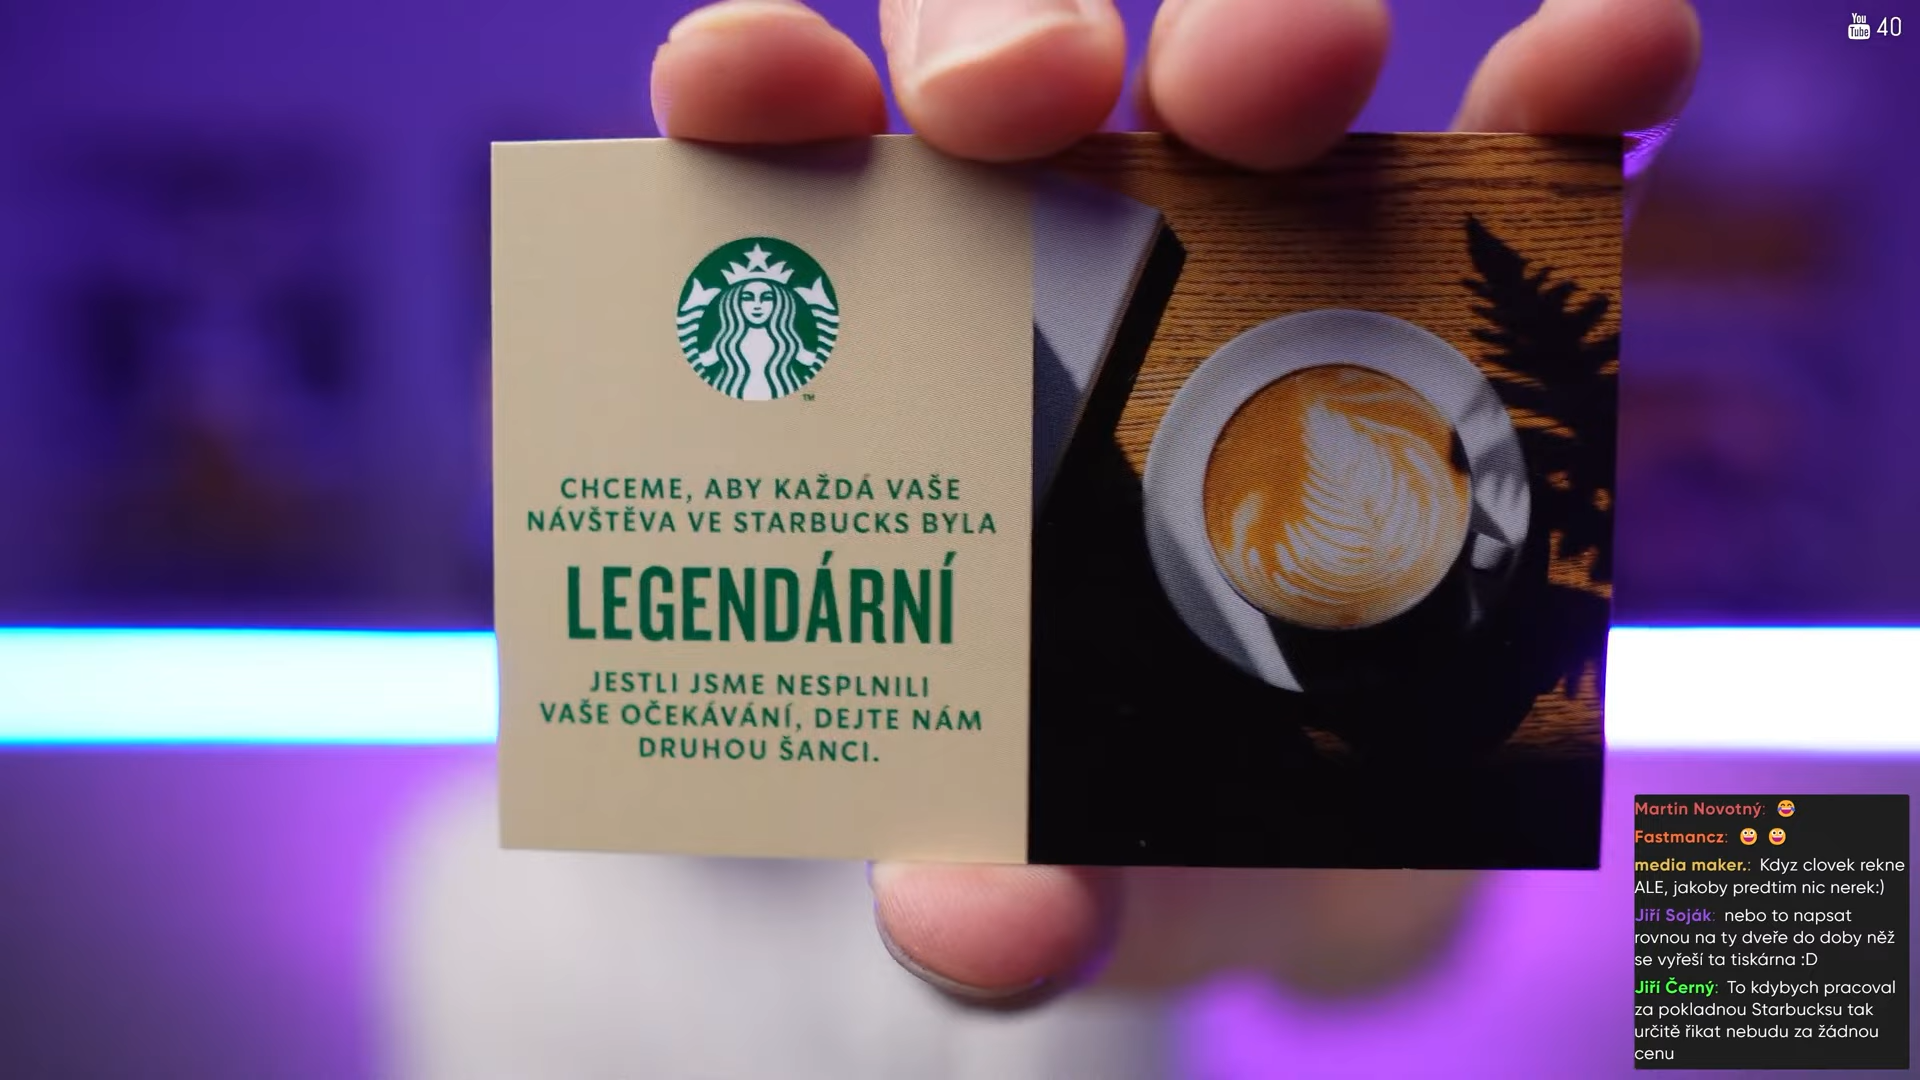 You
Tube 40
CHCEME, ABY KAŽDÁ VAŠE
NÁVŠTĚVA VE STARBUCKS BYLA
LEGENDÁRNÍ
JESTLI JSME NESPLNILI
VAŠE OČEKÁVÁNÍ, DEJTE NÁM
DRUHOU ŠANCI.
TM
Martin Novotný: 😂
Fastmancz: 😀 😀
media maker.: Kdyz clovek rekne
ALE, jakoby predtim nic nerek:)
Jiří Soják: nebo to napsat
rovnou na ty dveře do doby něž
se vyřeší ta tiskárna :D
Jiří Černý: To kdybych pracoval
za pokladnou Starbucksu tak
určitě řikat nebudu za žádnou
cenu